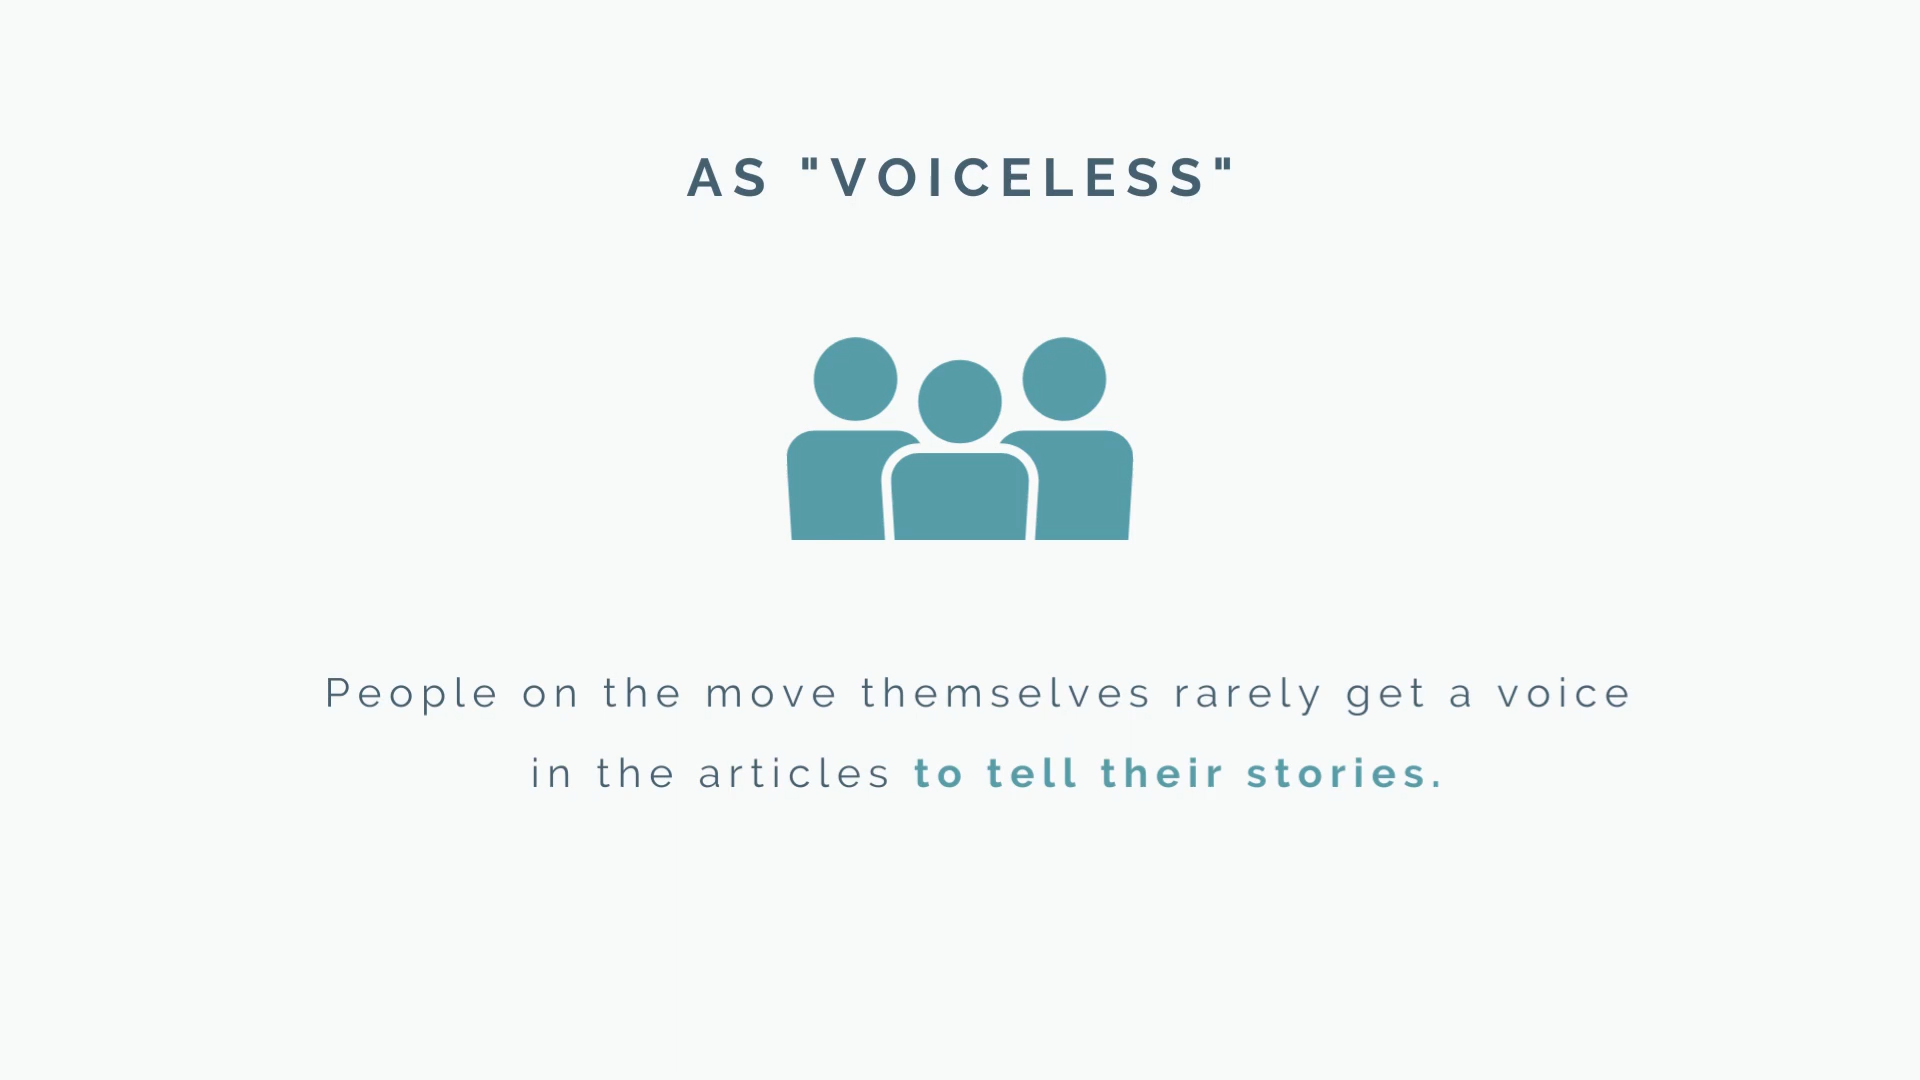 AS "VOICELESS"
People on the move themselves rarely get a voice
in the articles to tell their stories.